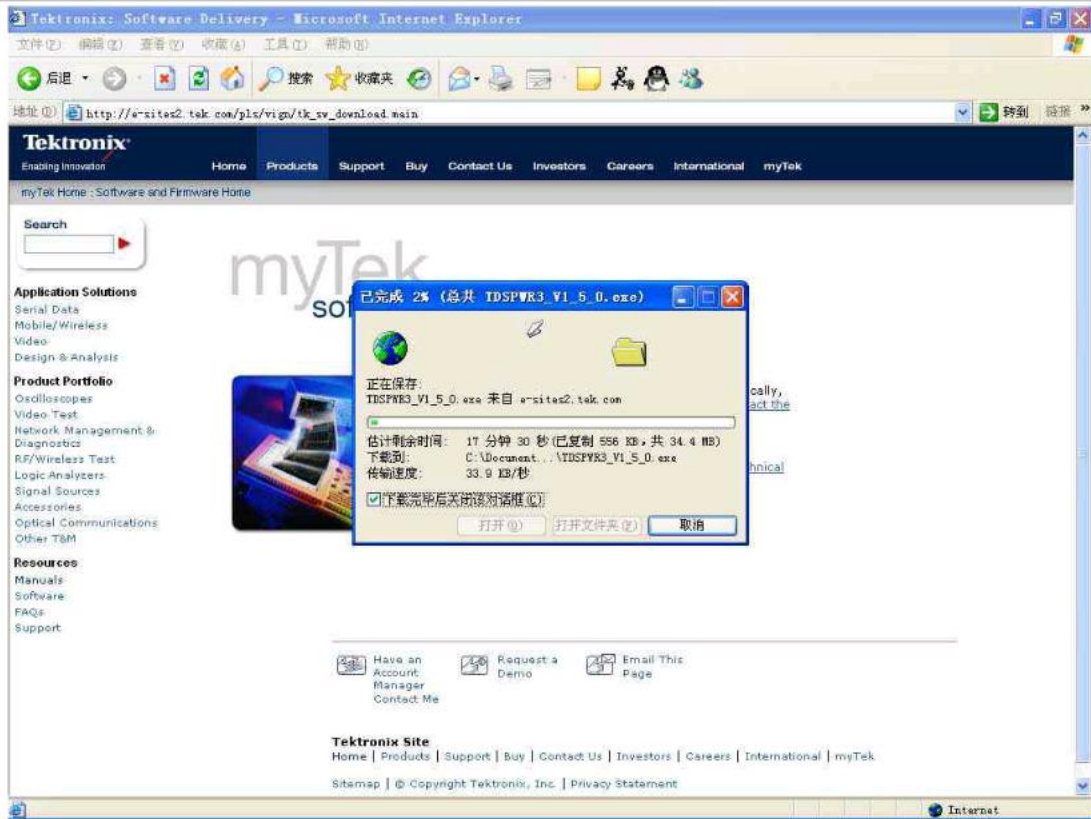 Tektronix: Software Delivery - Microsoft Internet Explorer
文件(F) 编辑(E) 查看(V) 收藏(A) 工具(T) 帮助(H)
后退 搜索 收藏夹
地址(D) http://e-sites2.tek.com/pls/vign/tk_sw_download.main 转到 链接 »
Tektronix
Enabling Innovation
Home Products Support Buy Contact Us Investors Careers International myTek
myTek Home : Software and Firmware Home
Search
myTek
sof
Application Solutions
Serial Data
Mobile/Wireless
Video
Design & Analysis
Product Portfolio
Oscilloscopes
Video Test
Network Management &
Diagnostics
RF/Wireless Test
Logic Analyzers
Signal Sources
Accessories
Optical Communications
Other T&M
Resources
Manuals
Software
FAQs
Support
已完成 2% (总共 TDSPWR3_V1_5_0.exe)
正在保存:
TDSPWR3_V1_5_0.exe 来自 e-sites2.tek.com
估计剩余时间: 17 分钟 30 秒(已复制 556 KB,共 34.4 MB)
下载到: C:\Document...\TDSPWR3_V1_5_0.exe
传输速度: 33.9 KB/秒
下载完毕后关闭该对话框(C)
打开(O) 打开文件夹(F) 取消
cally,
act the
hnical
Have an
Account
Manager
Contact Me
Request a
Demo
Email This
Page
Tektronix Site
Home | Products | Support | Buy | Contact Us | Investors | Careers | International | myTek
Sitemap | © Copyright Tektronix, Inc. | Privacy Statement
Internet